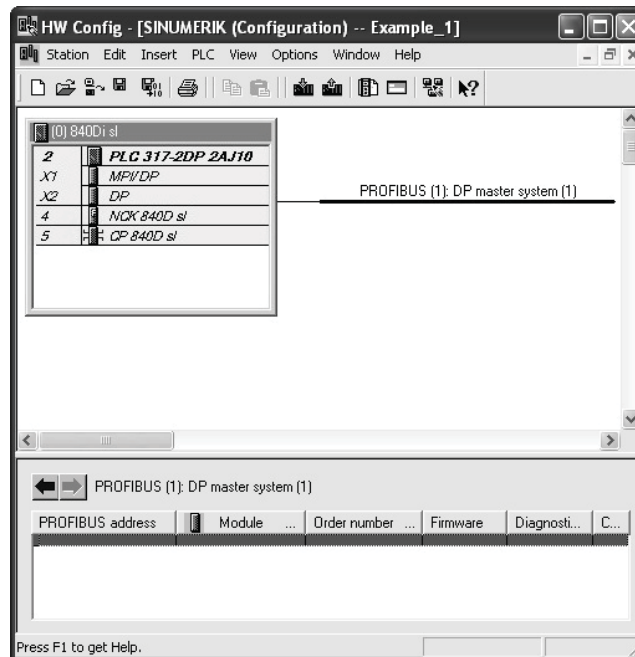 HW Config - [SINUMERIK (Configuration) -- Example_1]
Station Edit Insert PLC View Options Window Help
(0) 840Di sl
2 PLC 317-2DP 2AJ10
X1 MPI/DP
X2 DP
4 NCK 840D sl
5 CP 840D sl
PROFIBUS (1): DP master system (1)
PROFIBUS (1): DP master system (1)
PROFIBUS address Module ... Order number ... Firmware Diagnosti... C...
Press F1 to get Help.